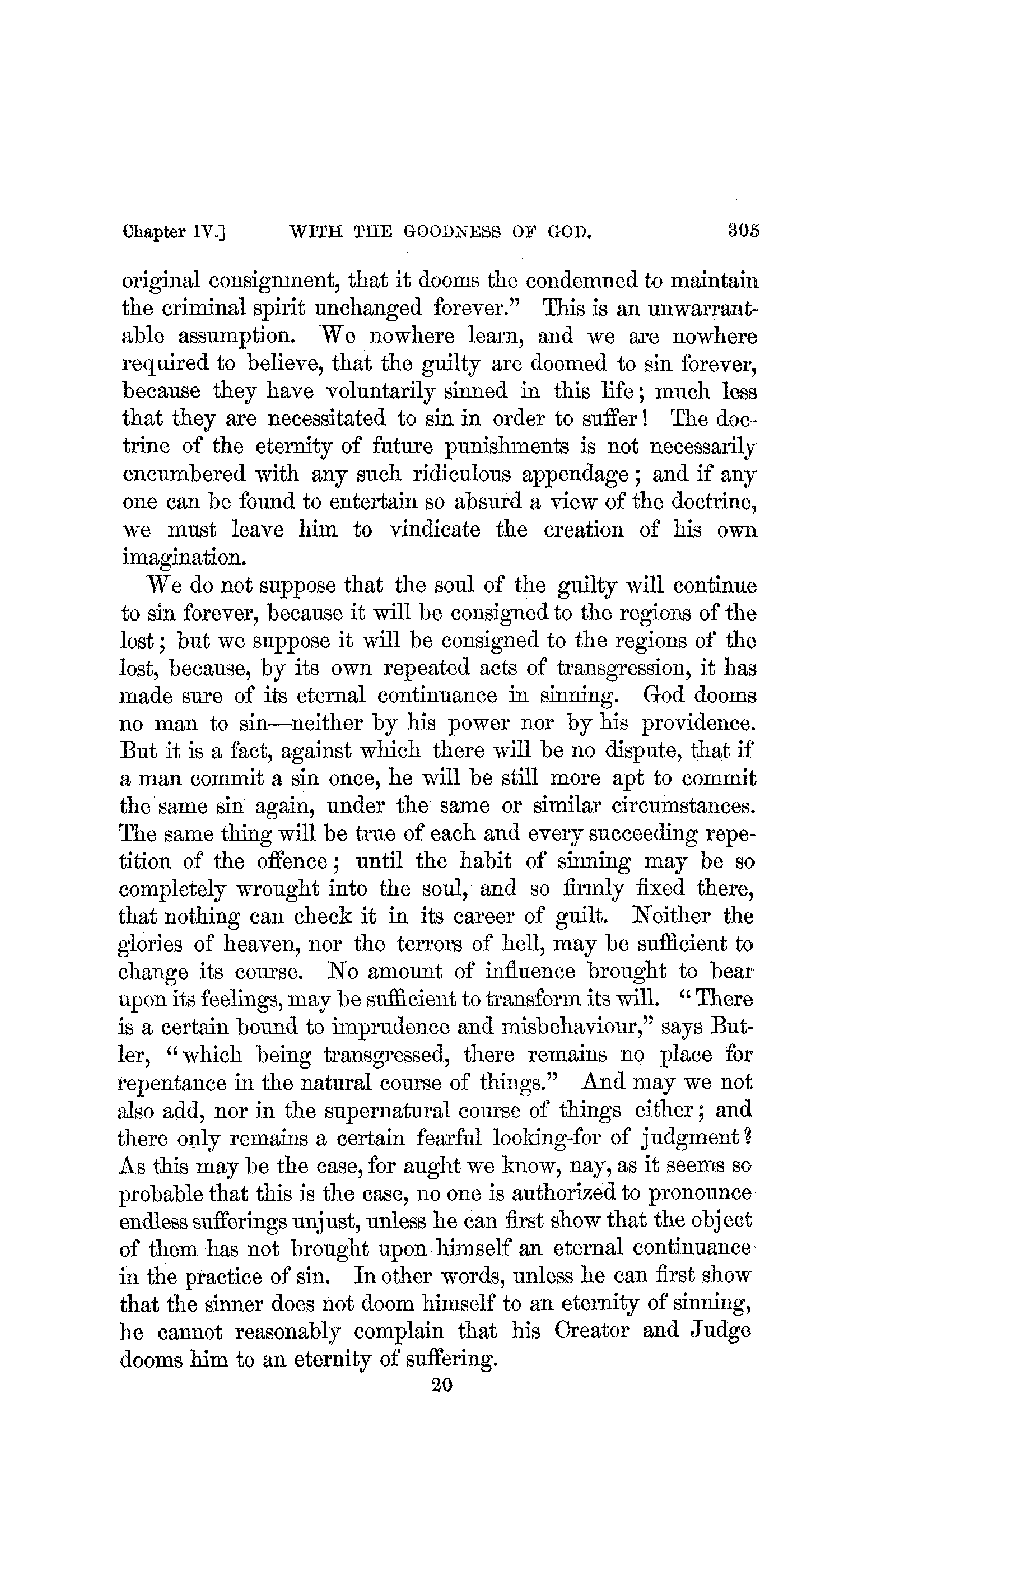 Chapter IV.] WITH THE GOODNESS OF GOD. 305
original consignment, that it dooms the condemned to maintain
the criminal spirit unchanged forever.” This is an unwarrant-
able assumption. We nowhere learn, and we are nowhere
required to believe, that the guilty are doomed to sin forever,
because they have voluntarily sinned in this life; much less
that they are necessitated to sin in order to suffer! The doc-
trine of the eternity of future punishments is not necessarily
encumbered with any such ridiculous appendage; and if any
one can be found to entertain so absurd a view of the doctrine,
we must leave him to vindicate the creation of his own
imagination.
We do not suppose that the soul of the guilty will continue
to sin forever, because it will be consigned to the regions of the
lost; but we suppose it will be consigned to the regions of the
lost, because, by its own repeated acts of transgression, it has
made sure of its eternal continuance in sinning. God dooms
no man to sin—neither by his power nor by his providence.
But it is a fact, against which there will be no dispute, that if
a man commit a sin once, he will be still more apt to commit
the same sin again, under the same or similar circumstances.
The same thing will be true of each and every succeeding repe-
tition of the offence; until the habit of sinning may be so
completely wrought into the soul, and so firmly fixed there,
that nothing can check it in its career of guilt. Neither the
glories of heaven, nor the terrors of hell, may be sufficient to
change its course. No amount of influence brought to bear
upon its feelings, may be sufficient to transform its will. “There
is a certain bound to imprudence and misbehaviour,” says But-
ler, “which being transgressed, there remains no place for
repentance in the natural course of things.” And may we not
also add, nor in the supernatural course of things either; and
there only remains a certain fearful looking-for of judgment?
As this may be the case, for aught we know, nay, as it seems so
probable that this is the case, no one is authorized to pronounce
endless sufferings unjust, unless he can first show that the object
of them has not brought upon himself an eternal continuance
in the practice of sin. In other words, unless he can first show
that the sinner does not doom himself to an eternity of sinning,
he cannot reasonably complain that his Creator and Judge
dooms him to an eternity of suffering.
20